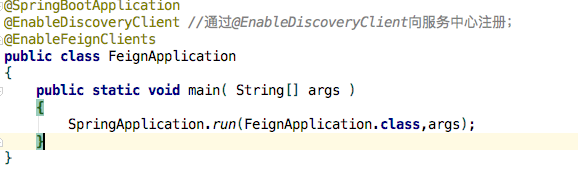 @SpringBootApplication
@EnableDiscoveryClient //通过@EnableDiscoveryClient向服务中心注册；
@EnableFeignClients
public class FeignApplication
{
public static void main( String[] args )
{
SpringApplication.run(FeignApplication.class,args);
}
}